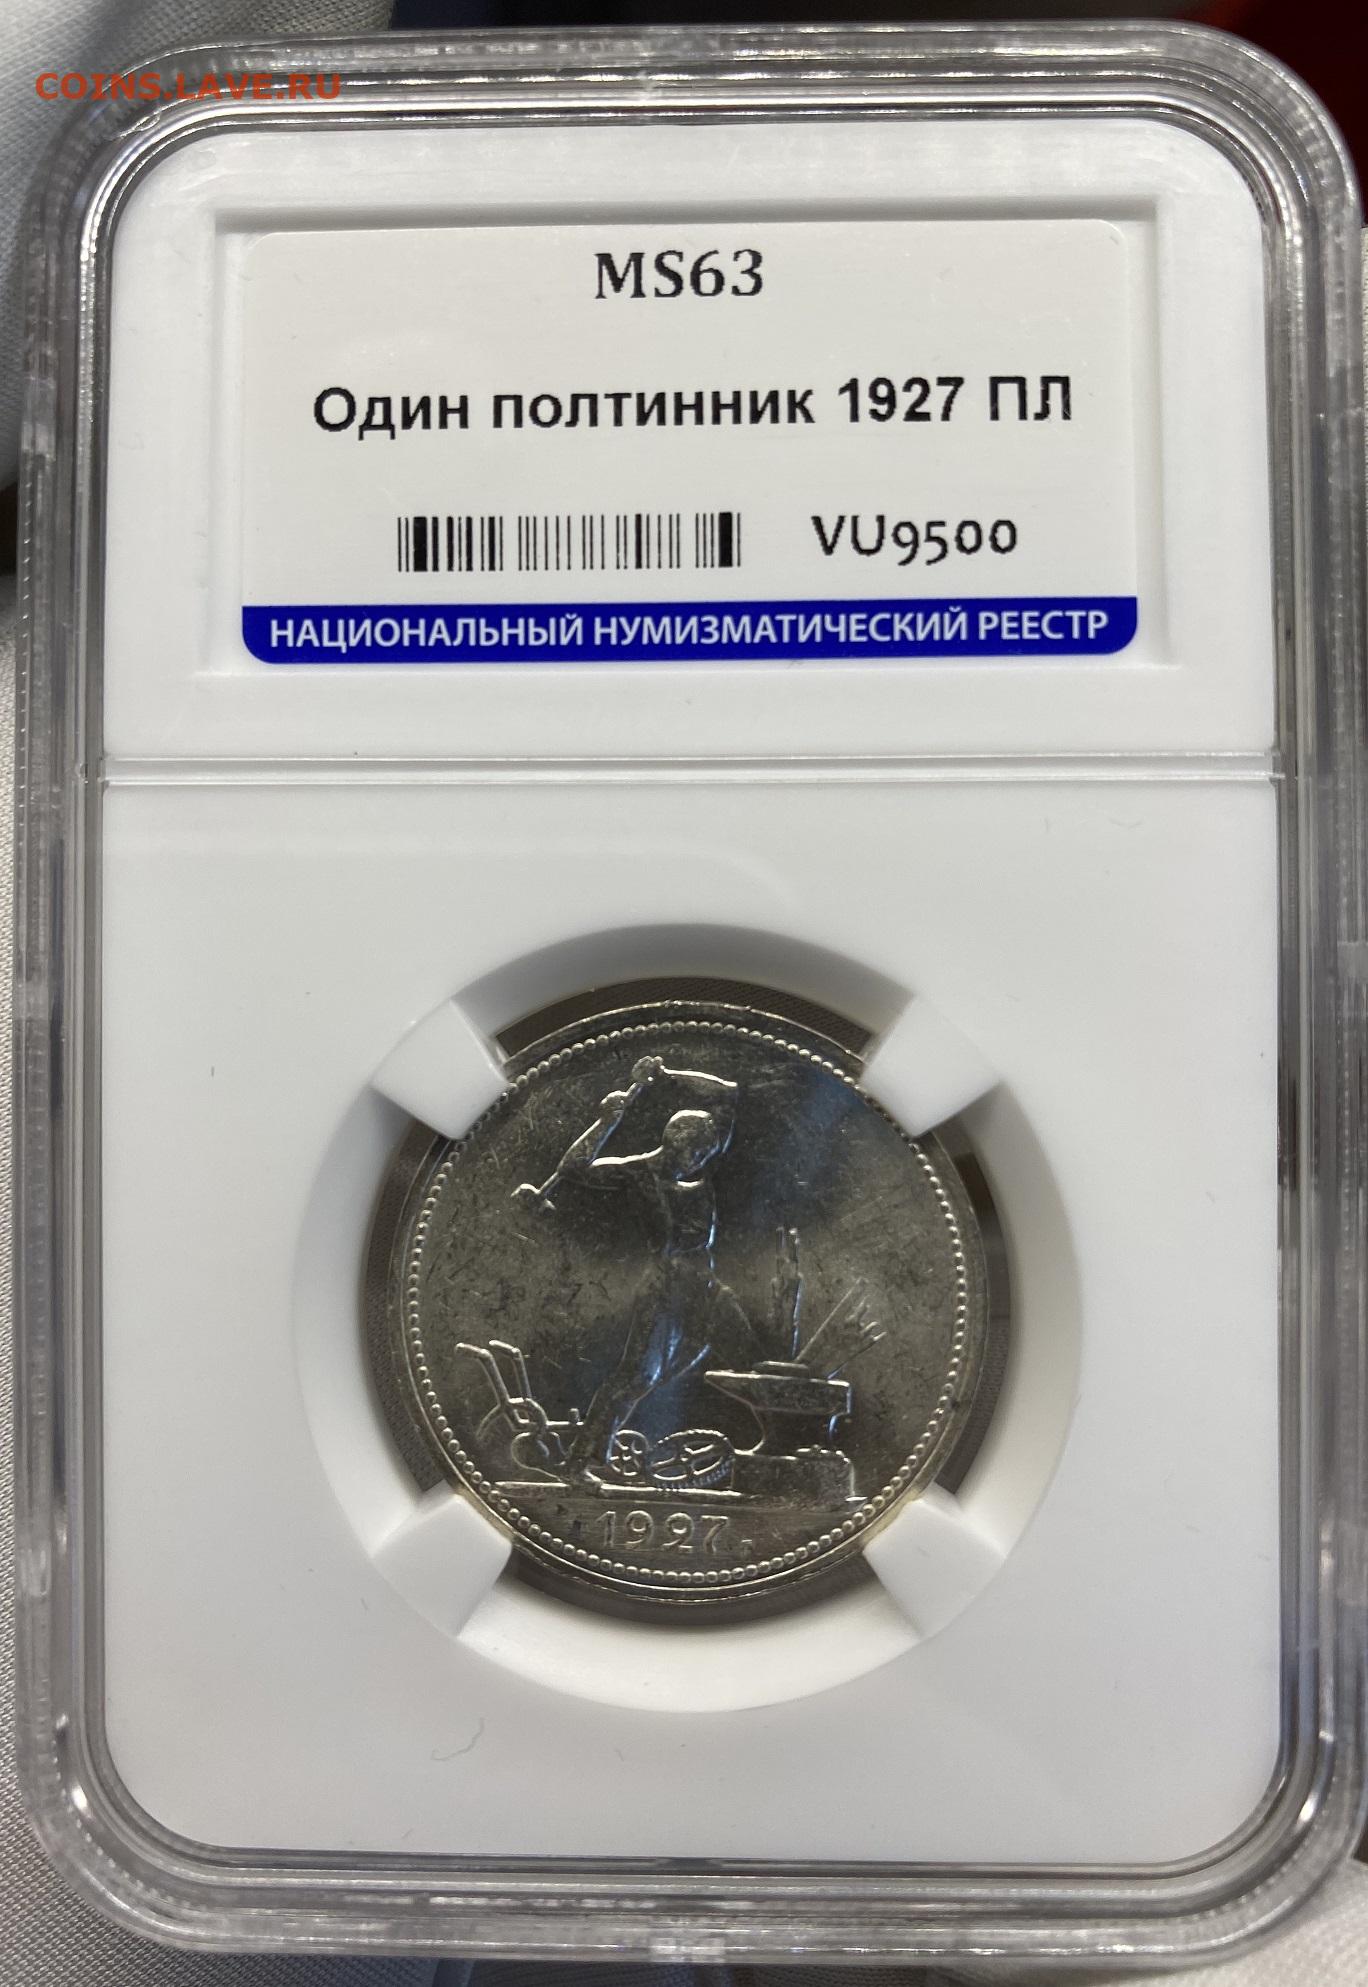 COINS.LAVE.RU
MS63
Один полтинник 1927 ПЛ
VU9500
НАЦИОНАЛЬНЫЙ НУМИЗМАТИЧЕСКИЙ РЕЕСТР
1927